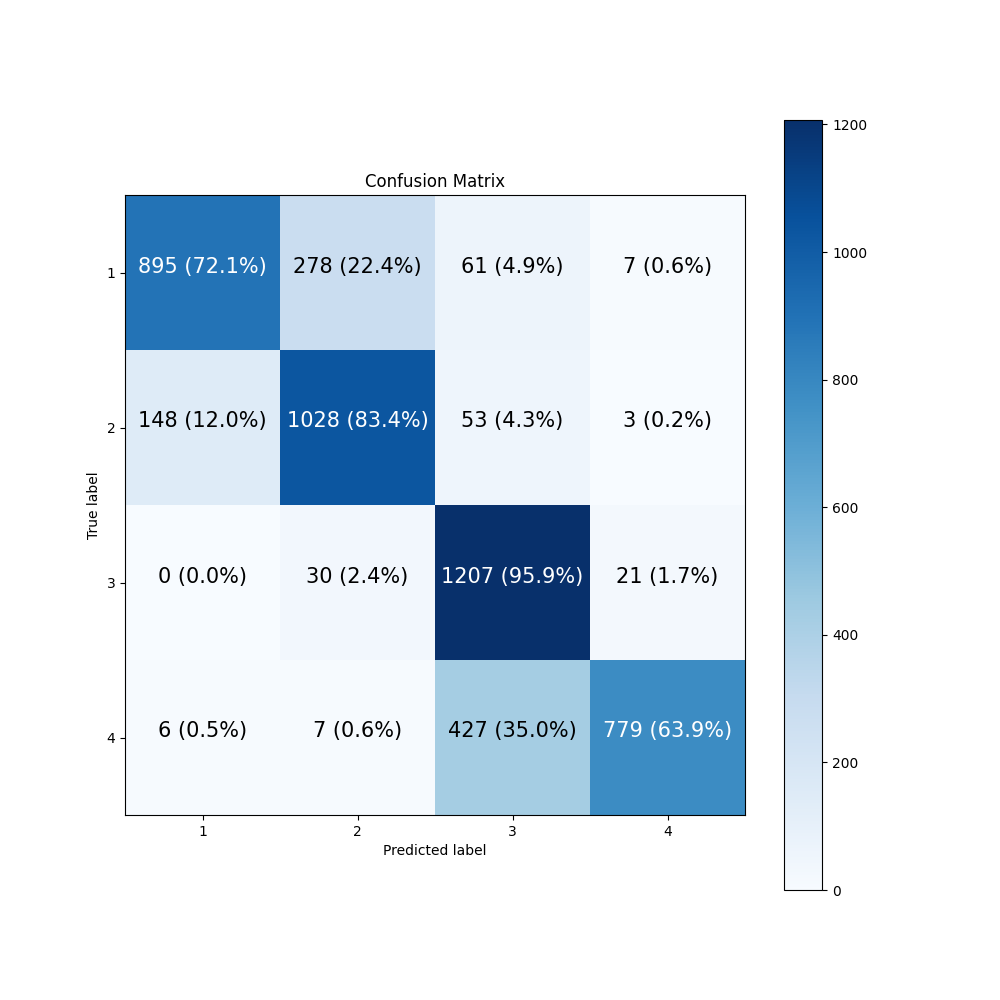 Confusion Matrix
1 895 (72.1%) 278 (22.4%) 61 (4.9%) 7 (0.6%)
2 148 (12.0%) 1028 (83.4%) 53 (4.3%) 3 (0.2%)
3 0 (0.0%) 30 (2.4%) 1207 (95.9%) 21 (1.7%)
4 6 (0.5%) 7 (0.6%) 427 (35.0%) 779 (63.9%)
1 2 3 4
Predicted label
True label
1200
1000
800
600
400
200
0